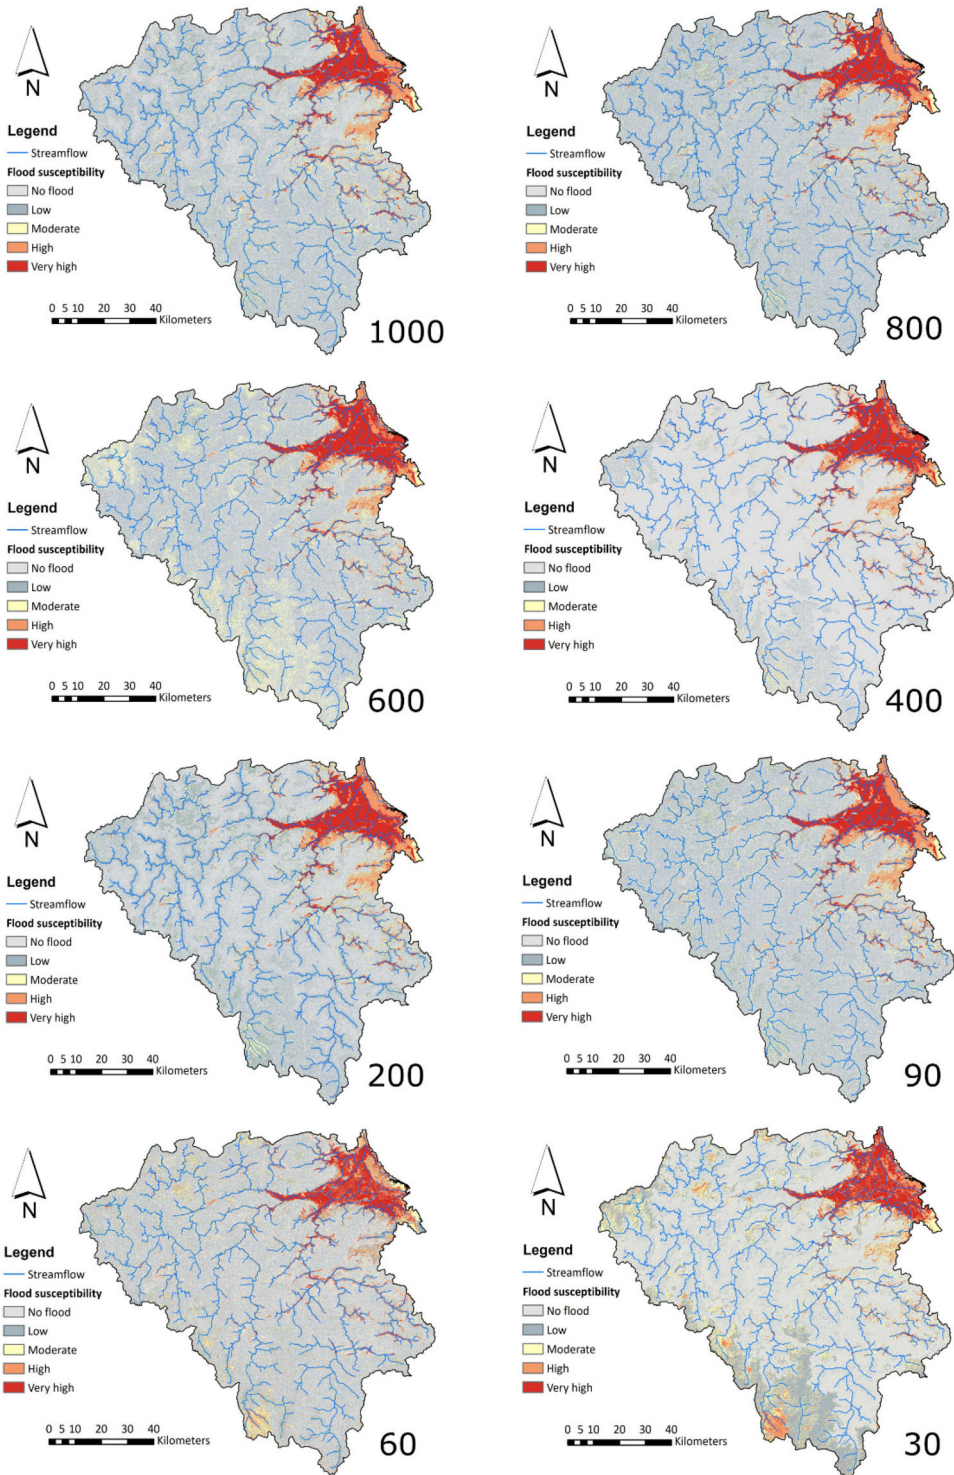 N
Legend
Streamflow
Flood susceptibility
No flood
Low
Moderate
High
Very high
0 5 10 20 30 40
Kilometers
1000
N
Legend
Streamflow
Flood susceptibility
No flood
Low
Moderate
High
Very high
0 5 10 20 30 40
Kilometers
800
N
Legend
Streamflow
Flood susceptibility
No flood
Low
Moderate
High
Very high
0 5 10 20 30 40
Kilometers
600
N
Legend
Streamflow
Flood susceptibility
No flood
Low
Moderate
High
Very high
0 5 10 20 30 40
Kilometers
400
N
Legend
Streamflow
Flood susceptibility
No flood
Low
Moderate
High
Very high
0 5 10 20 30 40
Kilometers
200
N
Legend
Streamflow
Flood susceptibility
No flood
Low
Moderate
High
Very high
0 5 10 20 30 40
Kilometers
90
N
Legend
Streamflow
Flood susceptibility
No flood
Low
Moderate
High
Very high
0 5 10 20 30 40
Kilometers
60
N
Legend
Streamflow
Flood susceptibility
No flood
Low
Moderate
High
Very high
0 5 10 20 30 40
Kilometers
30